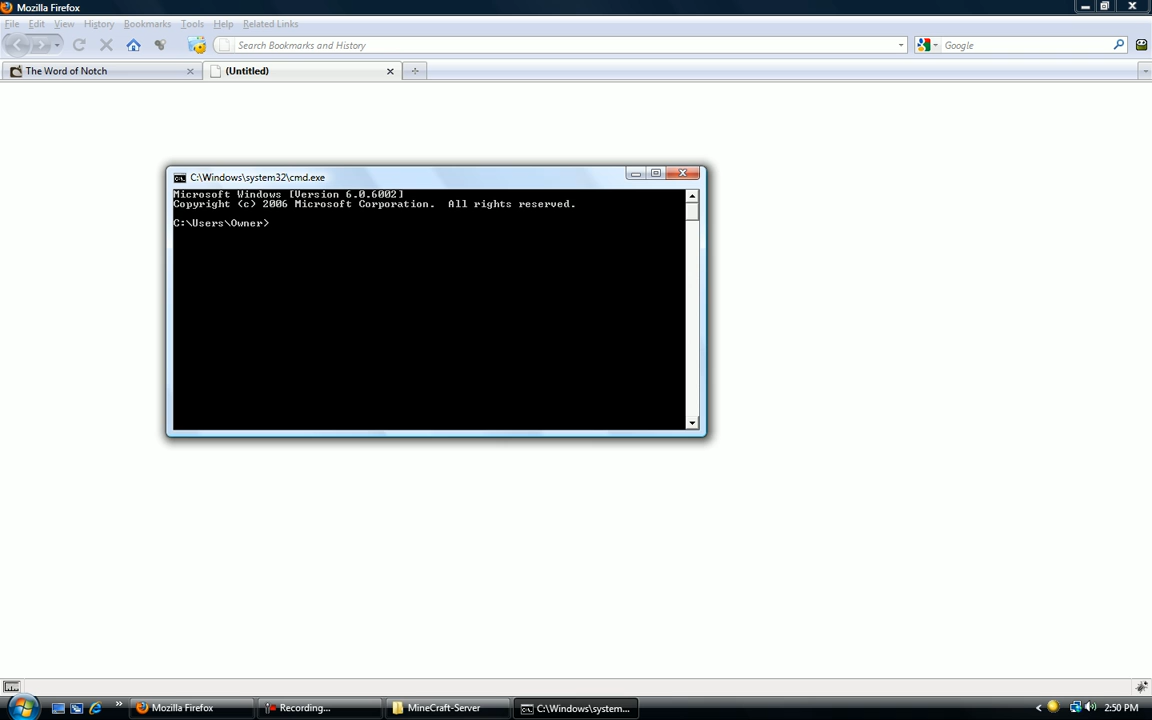 Mozilla Firefox
File Edit View History Bookmarks Tools Help Related Links
Search Bookmarks and History Google
The Word of Notch (Untitled)
C:\Windows\system32\cmd.exe
Microsoft Windows [Version 6.0.6002]
Copyright (c) 2006 Microsoft Corporation.  All rights reserved.
C:\Users\Owner>
Mozilla Firefox Recording... MineCraft-Server C:\Windows\system... 2:50 PM